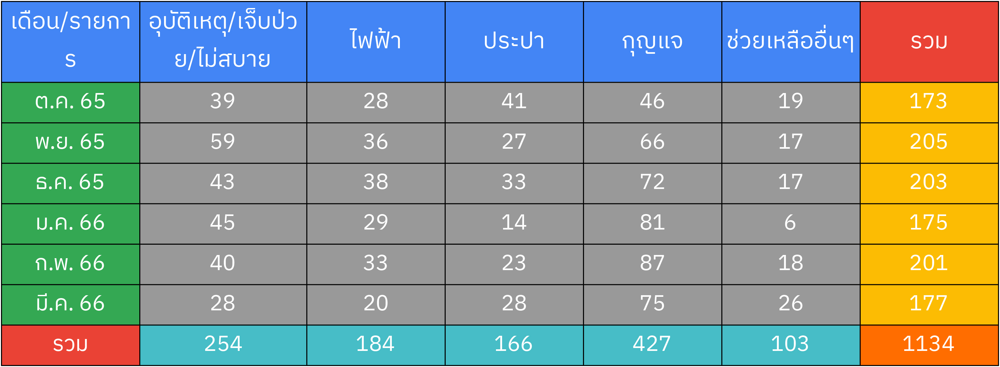 เดือน/รายการ อุบัติเหตุ/เจ็บป่วย/ไม่สบาย ไฟฟ้า ประปา กุญแจ ช่วยเหลืออื่นๆ รวม
ต.ค. 65 39 28 41 46 19 173
พ.ย. 65 59 36 27 66 17 205
ธ.ค. 65 43 38 33 72 17 203
ม.ค. 66 45 29 14 81 6 175
ก.พ. 66 40 33 23 87 18 201
มี.ค. 66 28 20 28 75 26 177
รวม 254 184 166 427 103 1134